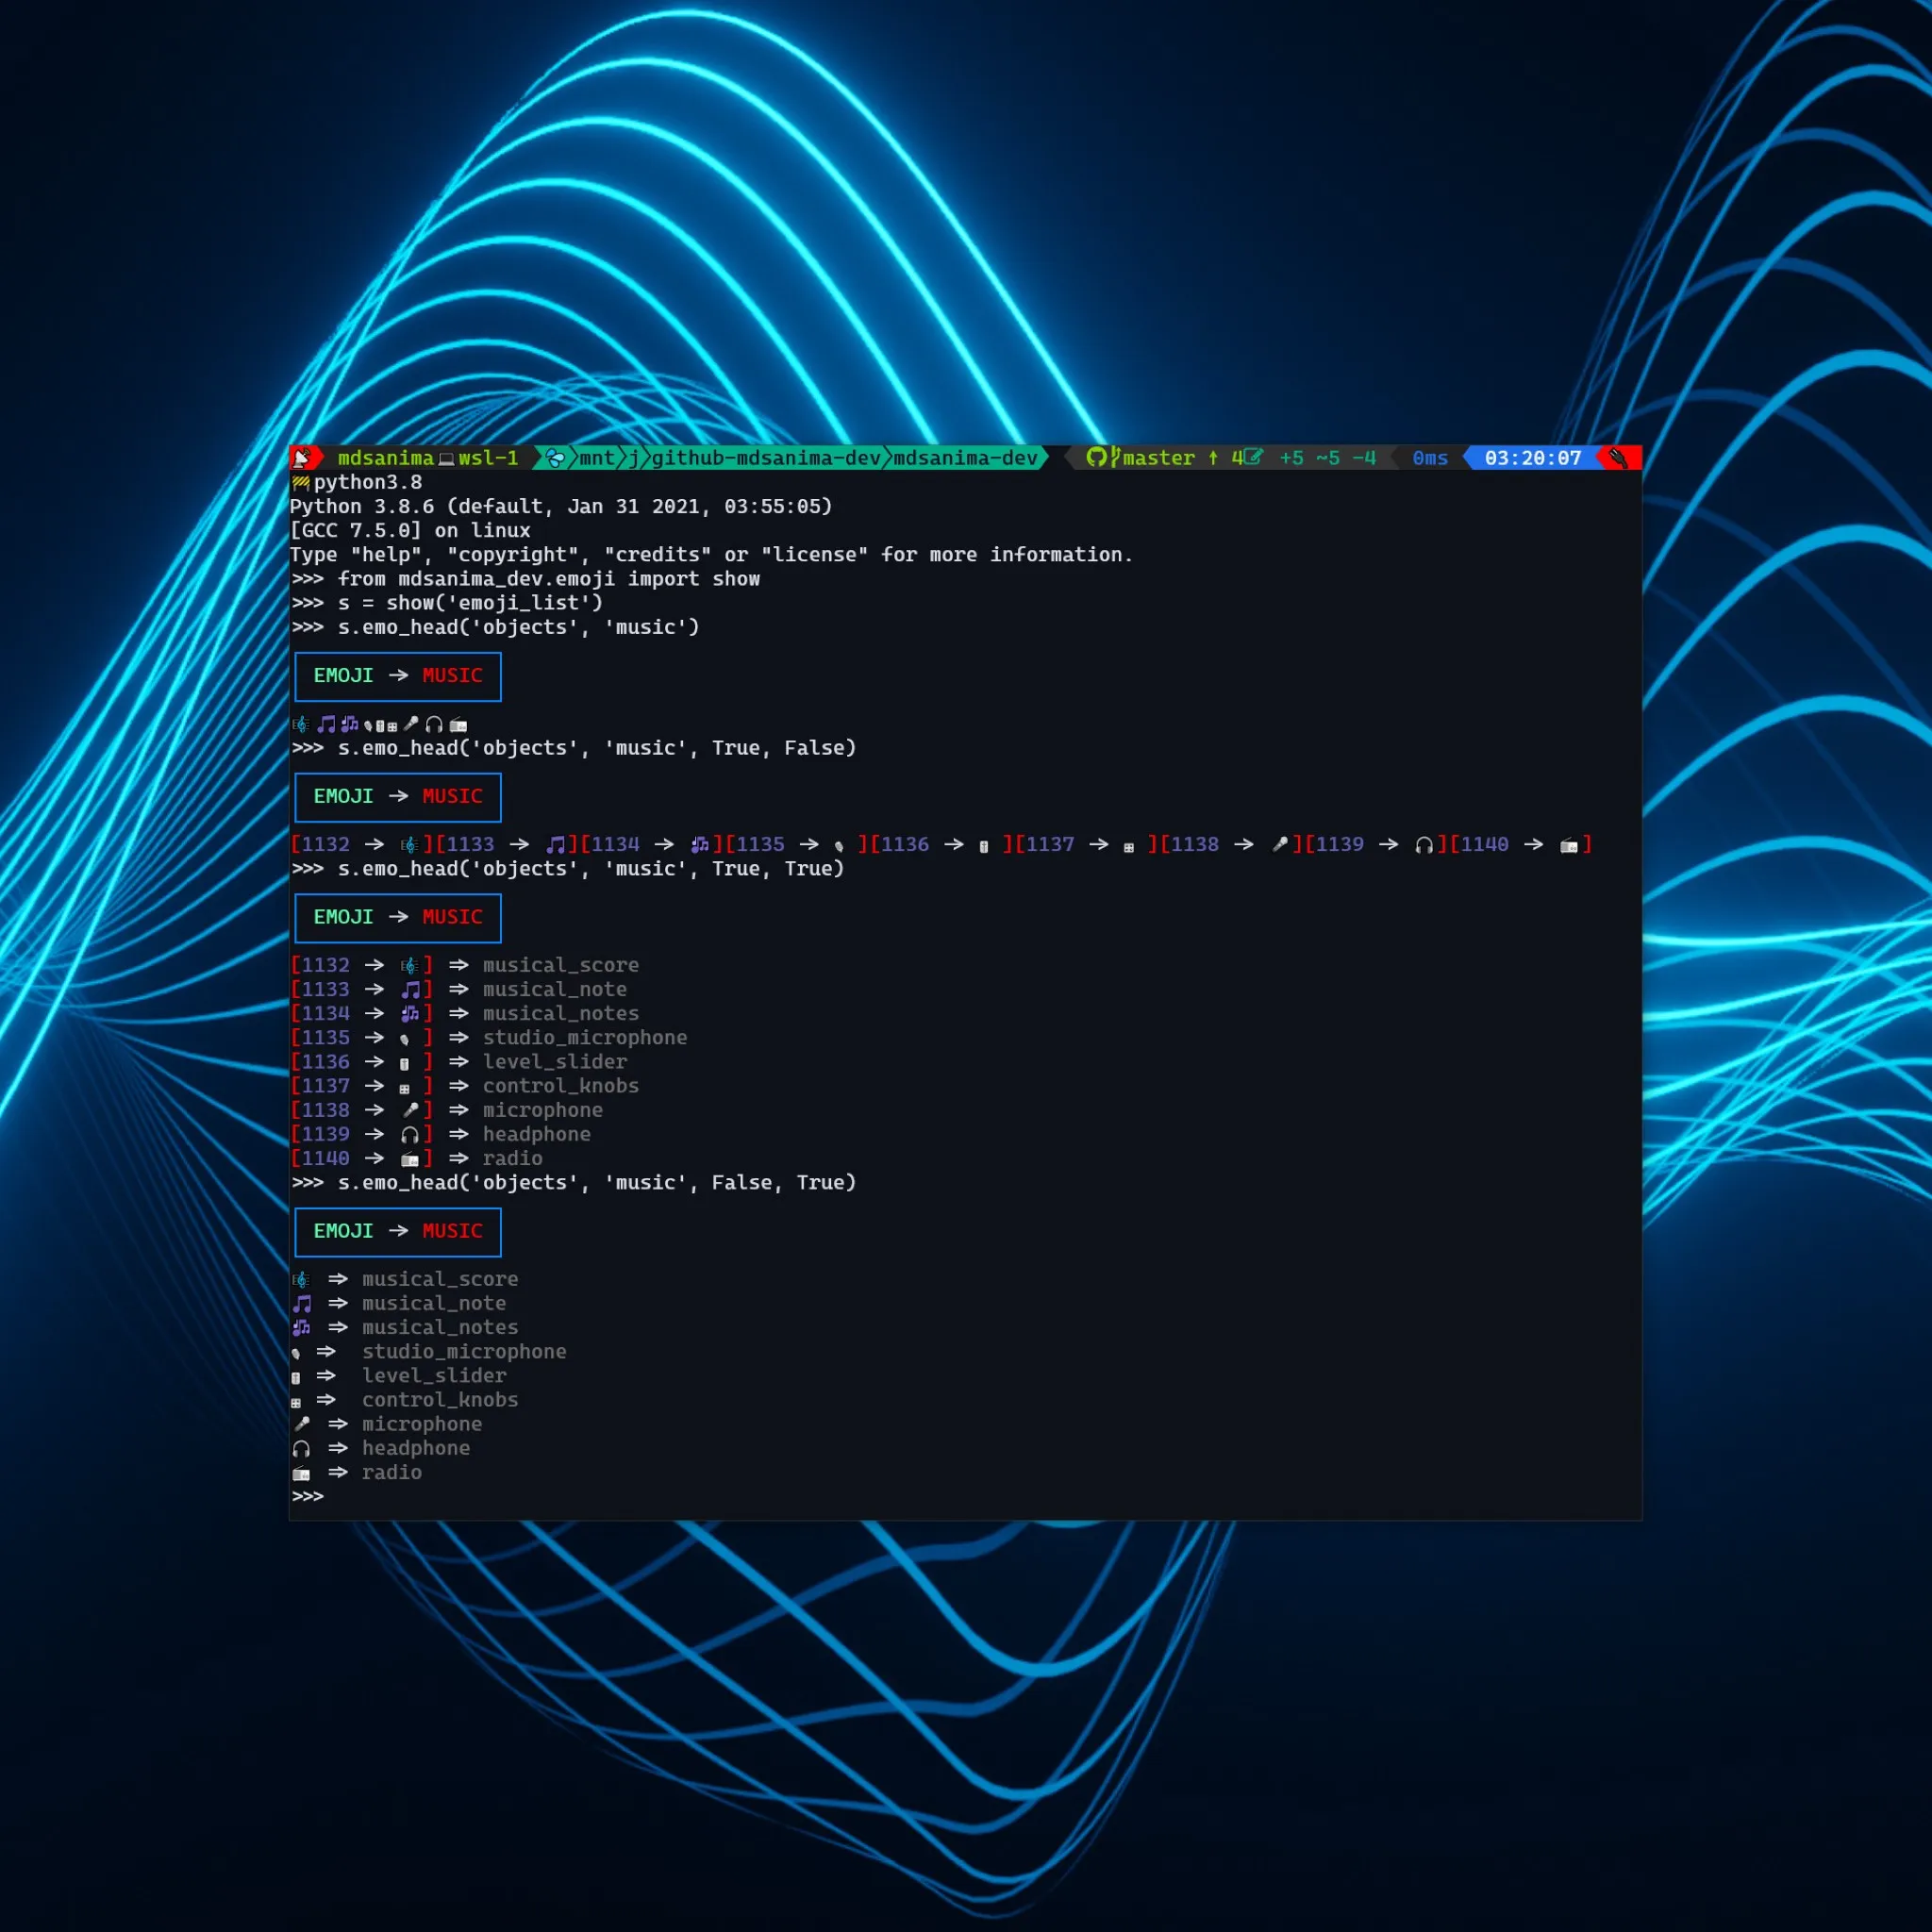 mdsanima💻wsl-1 mnt j github-mdsanima-dev mdsanima-dev master ↑ 4 +5 ~5 -4 0ms 03:20:07
🚧python3.8
Python 3.8.6 (default, Jan 31 2021, 03:55:05)
[GCC 7.5.0] on linux
Type "help", "copyright", "credits" or "license" for more information.
>>> from mdsanima_dev.emoji import show
>>> s = show('emoji_list')
>>> s.emo_head('objects', 'music')
EMOJI -> MUSIC
🎼🎵🎶🎙🎚🎛🎤🎧📻
>>> s.emo_head('objects', 'music', True, False)
EMOJI -> MUSIC
[1132 -> 🎼][1133 -> 🎵][1134 -> 🎶][1135 -> 🎙 ][1136 -> 🎚 ][1137 -> 🎛 ][1138 -> 🎤][1139 -> 🎧][1140 -> 📻]
>>> s.emo_head('objects', 'music', True, True)
EMOJI -> MUSIC
[1132 -> 🎼] => musical_score
[1133 -> 🎵] => musical_note
[1134 -> 🎶] => musical_notes
[1135 -> 🎙 ] => studio_microphone
[1136 -> 🎚 ] => level_slider
[1137 -> 🎛 ] => control_knobs
[1138 -> 🎤] => microphone
[1139 -> 🎧] => headphone
[1140 -> 📻] => radio
>>> s.emo_head('objects', 'music', False, True)
EMOJI -> MUSIC
🎼 => musical_score
🎵 => musical_note
🎶 => musical_notes
🎙 => studio_microphone
🎚 => level_slider
🎛 => control_knobs
🎤 => microphone
🎧 => headphone
📻 => radio
>>>